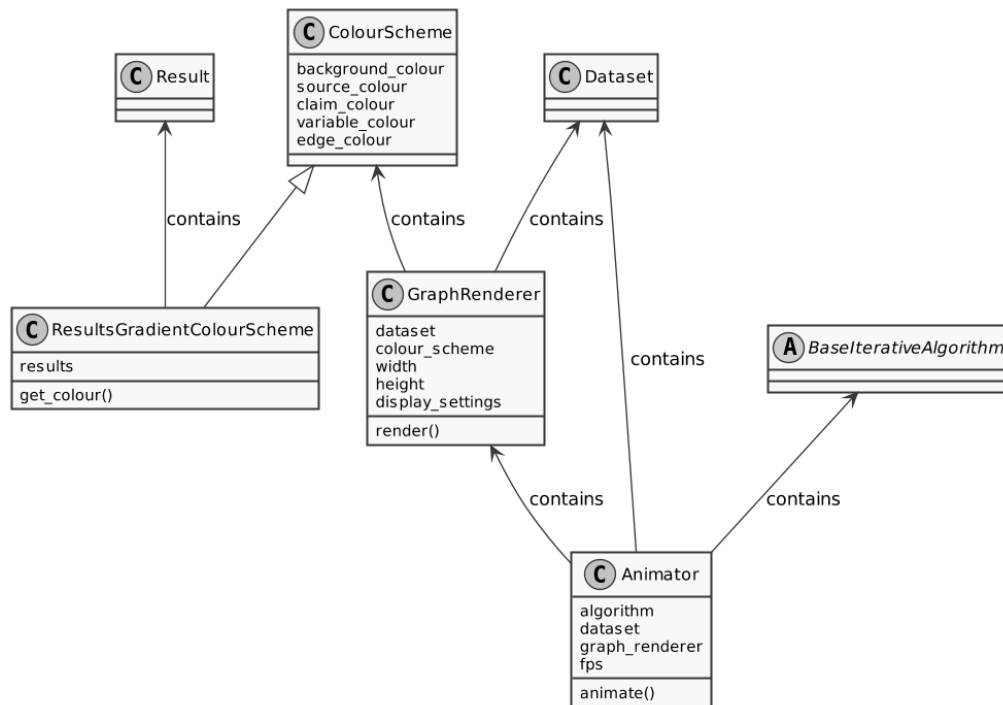 C ColourScheme
background_colour
source_colour
claim_colour
variable_colour
edge_colour
C Result
C Dataset
contains
contains
contains
C ResultsGradientColourScheme
results
get_colour()
C GraphRenderer
dataset
colour_scheme
width
height
display_settings
render()
contains
A BaseIterativeAlgorithm
contains
contains
C Animator
algorithm
dataset
graph_renderer
fps
animate()